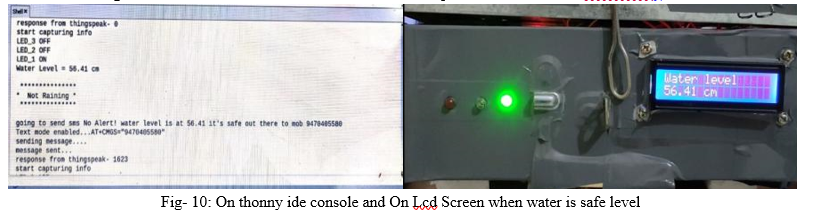 Shell
response from thingspeak- 0
start capturing info
LED_3 OFF
LED_2 OFF
LED_1 ON
Water Level = 56.41 cm
***************
* Not Raining *
***************
going to send sms No Alert! water level is at 56.41 it's safe out there to mob 9470405580
Text mode enabled...AT+CMGS="9470405580"
sending message....
message sent...
response from thingspeak- 1623
start capturing info
Water level
56.41 cm
Fig- 10: On thonny ide console and On Lcd Screen when water is safe level